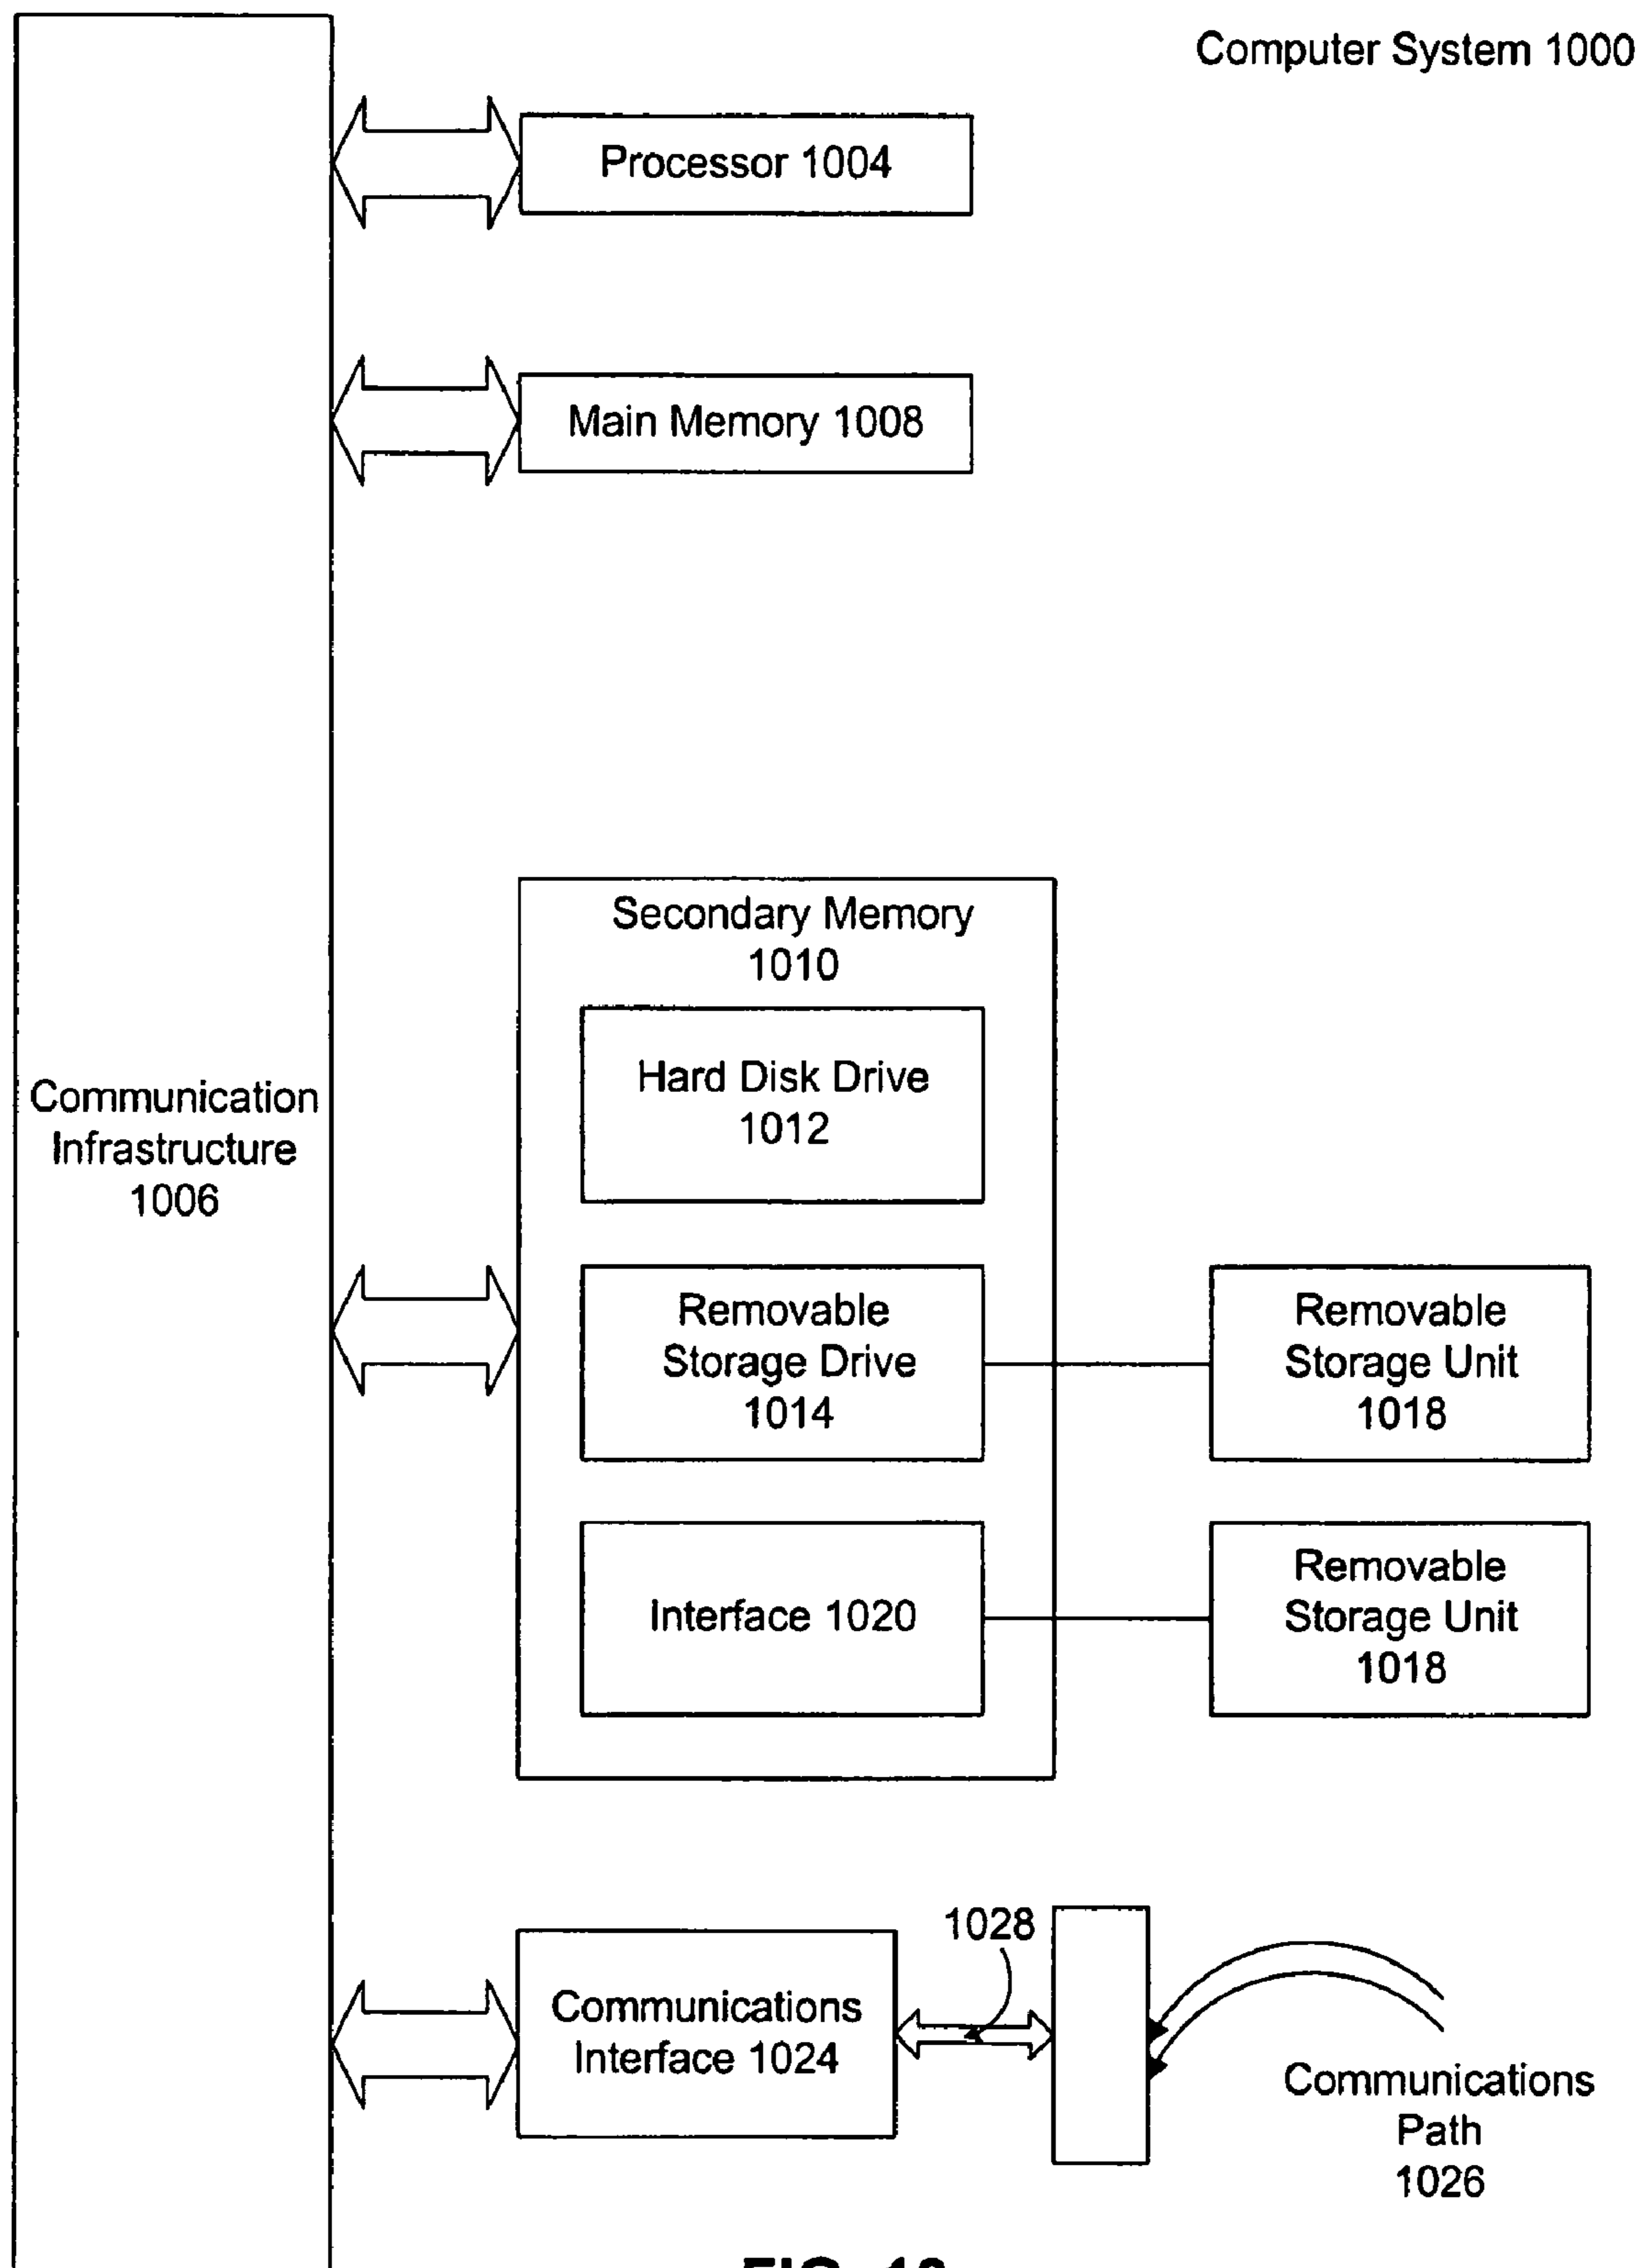 Computer System 1000
Processor 1004
Main Memory 1008
Secondary Memory
1010
Hard Disk Drive
1012
Communication
Infrastructure
1006
Removable
Storage Drive
1014
Removable
Storage Unit
1018
Interface 1020
Removable
Storage Unit
1018
1028
Communications
Interface 1024
Communications
Path
1026